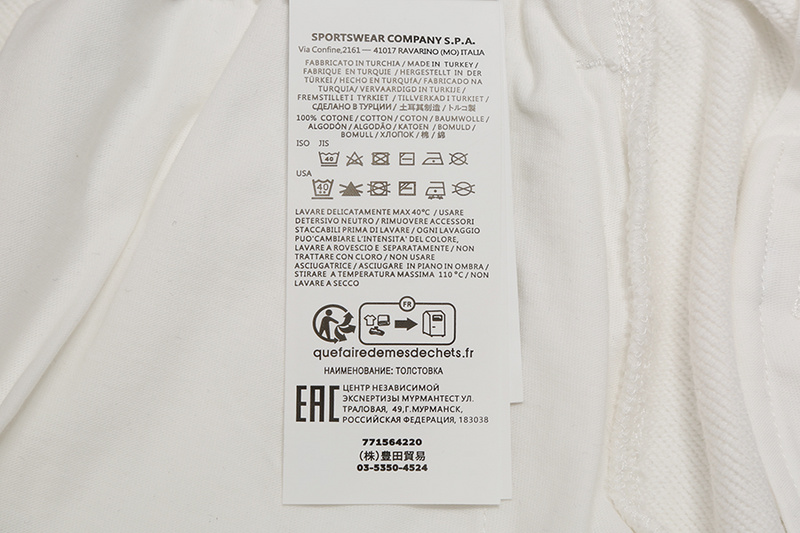 SPORTSWEAR COMPANY S.P.A.
Via Confine,2161 — 41017 RAVARINO (MO) ITALIA
FABBRICATO IN TURCHIA / MADE IN TURKEY /
FABRIQUE EN TURQUIE / HERGESTELLT IN DER
TÜRKEI / HECHO EN TURQUÍA / FABRICADO NA
TURQUIA/ VERVAARDIGD IN TURKIJE /
FREMSTILLET I TYRKIET / TILLVERKAD I TURKIET /
СДЕЛАНО В ТУРЦИИ / 土耳其制造 / トルコ製
100% COTONE / COTTON / COTON / BAUMWOLLE /
ALGODÓN / ALGODÃO / KATOEN / BOMULD /
BOMULL / ХЛОПОК / 棉 / 綿
ISO JIS
40
USA
40
LAVARE DELICATAMENTE MAX 40°C / USARE
DETERSIVO NEUTRO / RIMUOVERE ACCESSORI
STACCABILI PRIMA DI LAVARE / OGNI LAVAGGIO
PUO'CAMBIARE L'INTENSITA' DEL COLORE,
LAVARE A ROVESCIO E SEPARATAMENTE / NON
TRATTARE CON CLORO / NON USARE
ASCIUGATRICE / ASCIUGARE IN PIANO IN OMBRA /
STIRARE A TEMPERATURA MASSIMA 110 °C / NON
LAVARE A SECCO
FR
quefairedemesdechets.fr
НАИМЕНОВАНИЕ: ТОЛСТОВКА
EAC
ЦЕНТР НЕЗАВИСИМОЙ
ЭКСПЕРТИЗЫ МУРМАНТЕСТ УЛ.
ТРАЛОВАЯ, 49,Г.МУРМАНСК,
РОССИЙСКАЯ ФЕДЕРАЦИЯ, 183038
771564220
(株)豊田貿易
03-5350-4524